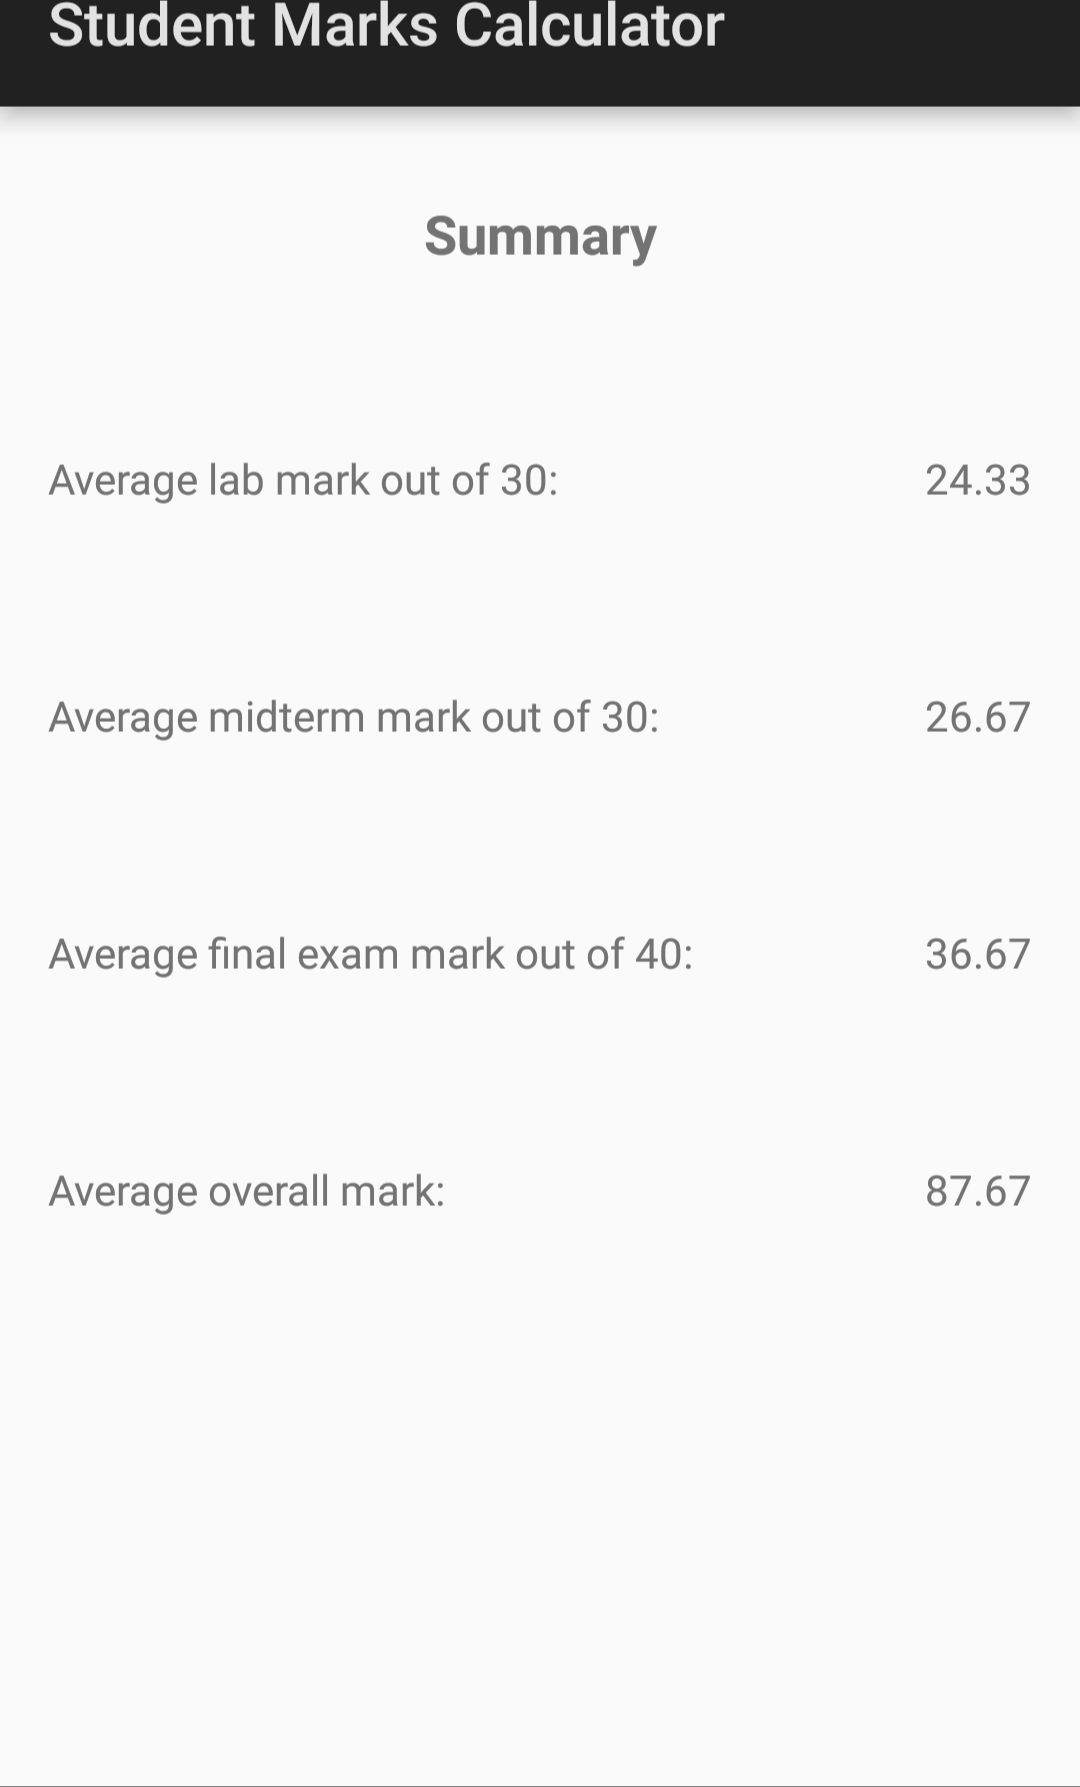 Student Marks Calculator
Summary
Average lab mark out of 30: 24.33
Average midterm mark out of 30: 26.67
Average final exam mark out of 40: 36.67
Average overall mark: 87.67